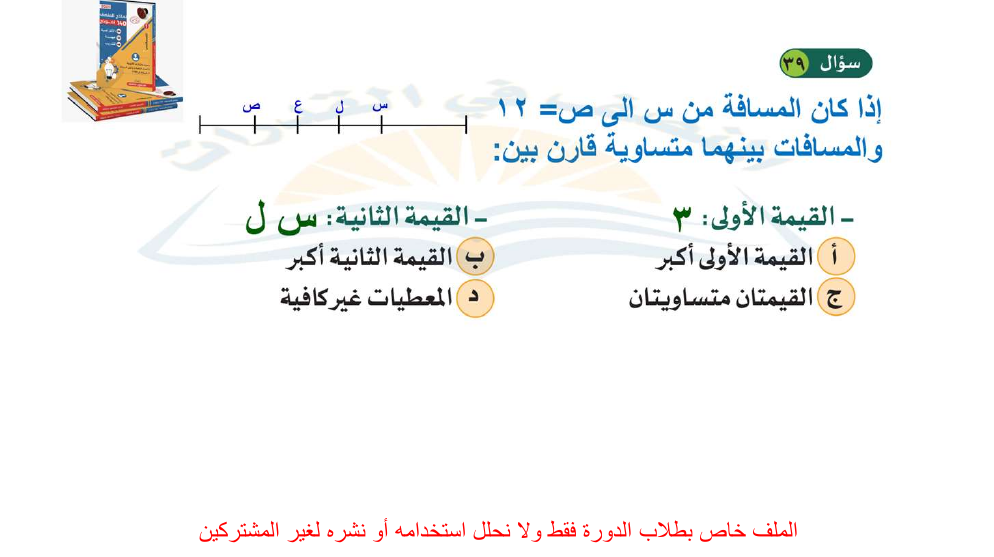 سؤال ٣٩
إذا كان المسافة من س الى ص= ١٢
والمسافات بينهما متساوية قارن بين:
ص ع ل س
– القيمة الأولى: ٣
– القيمة الثانية: س ل
أ القيمة الأولى أكبر
ب القيمة الثانية أكبر
ج القيمتان متساويتان
د المعطيات غير كافية
الملف خاص بطلاب الدورة فقط ولا نحلل استخدامه أو نشره لغير المشتركين